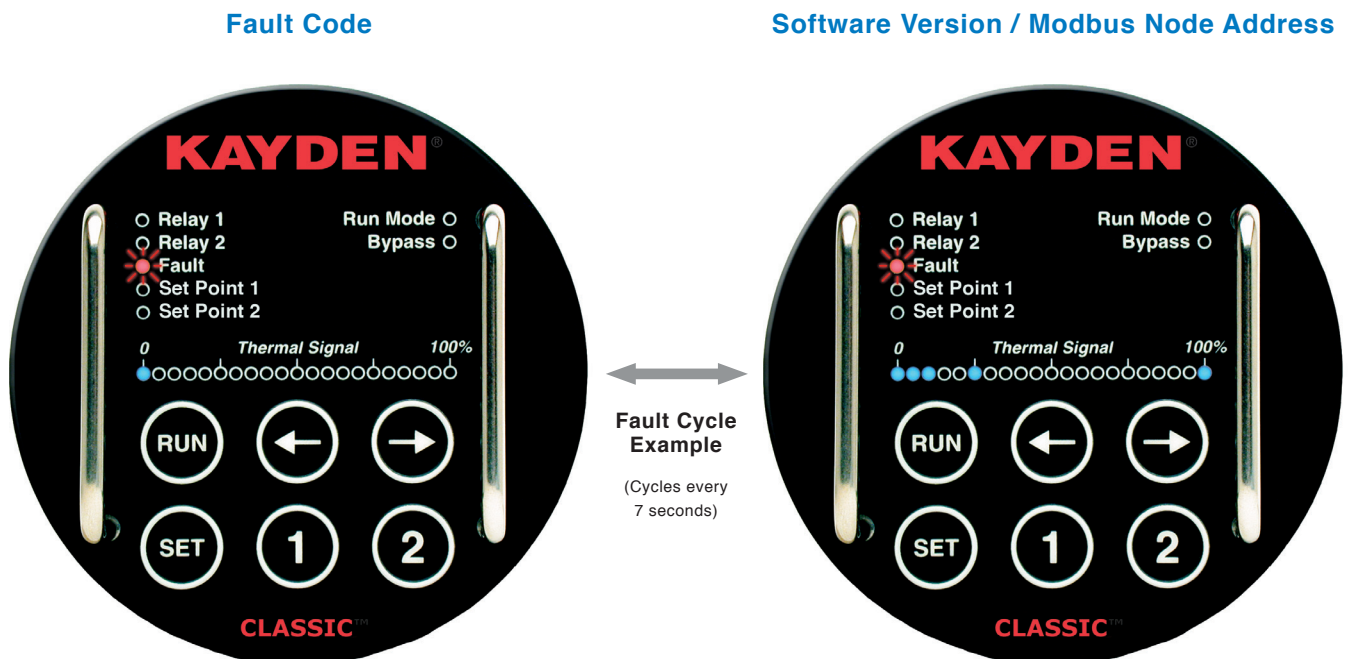 Fault Code
Software Version / Modbus Node Address
KAYDEN®
Relay 1
Run Mode
Relay 2
Bypass
Fault
Set Point 1
Set Point 2
0 Thermal Signal 100%
RUN
SET 1 2
CLASSIC™
Fault Cycle
Example
(Cycles every
7 seconds)
KAYDEN®
Relay 1
Run Mode
Relay 2
Bypass
Fault
Set Point 1
Set Point 2
0 Thermal Signal 100%
RUN
SET 1 2
CLASSIC™